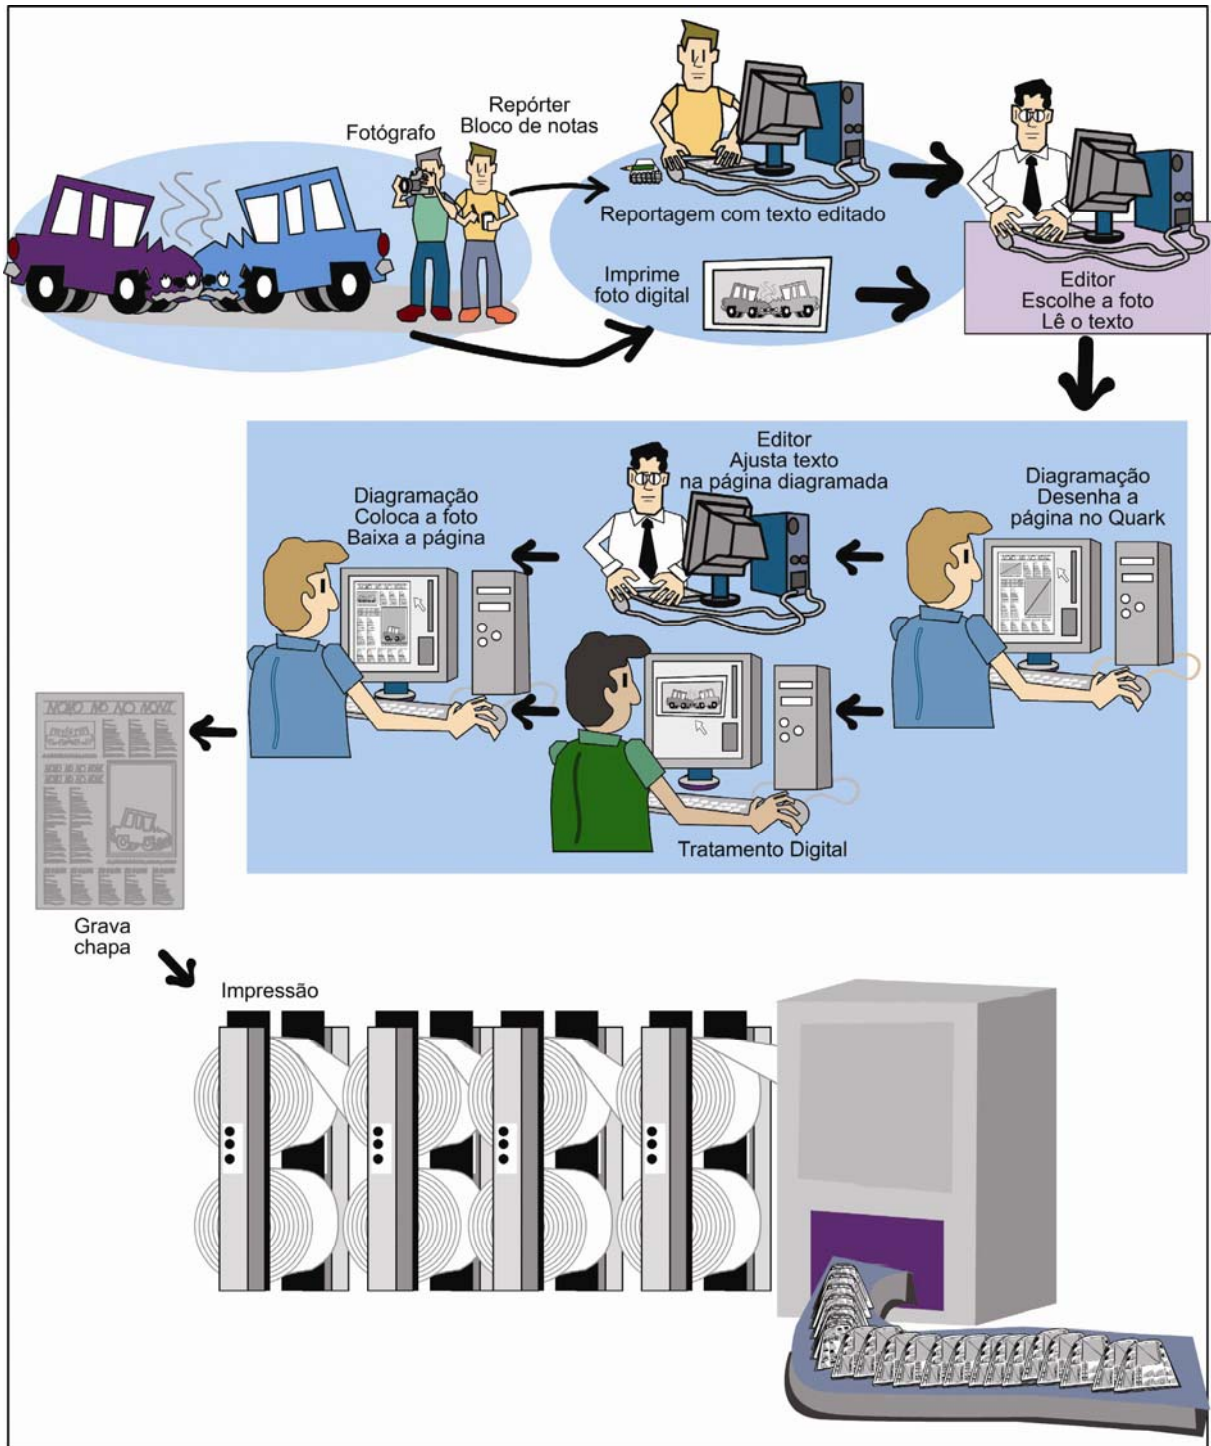 Fotógrafo
Repórter
Bloco de notas
Reportagem com texto editado
Imprime
foto digital
Editor
Escolhe a foto
Lê o texto
Diagramação
Desenha a
página no Quark
Editor
Ajusta texto
na página diagramada
Diagramação
Coloca a foto
Baixa a página
Tratamento Digital
Grava
chapa
Impressão